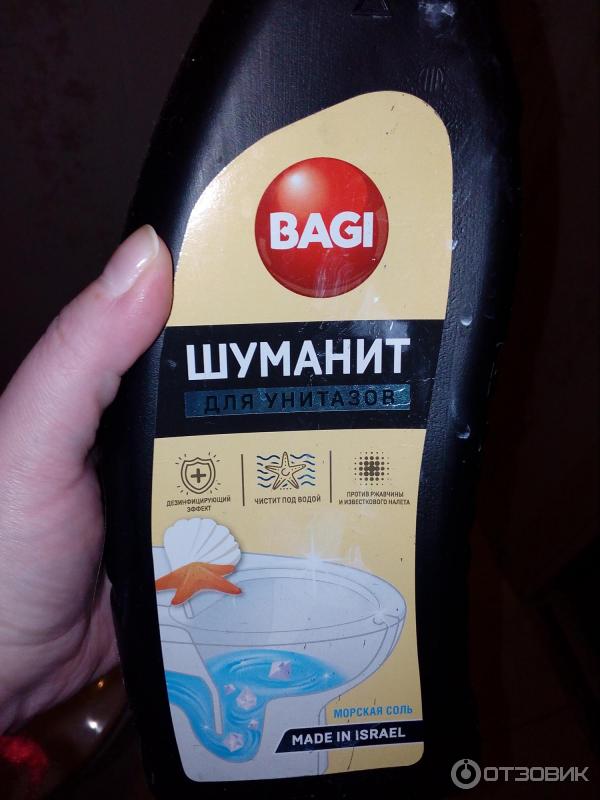 BAGI
ШУМАНИТ
ДЛЯ УНИТАЗОВ
ДЕЗИНФИЦИРУЮЩИЙ
ЭФФЕКТ
ЧИСТИТ ПОД ВОДОЙ
ПРОТИВ РЖАВЧИНЫ
И ИЗВЕСТКОВОГО НАЛЕТА
МОРСКАЯ СОЛЬ
MADE IN ISRAEL
ОТЗОВИК